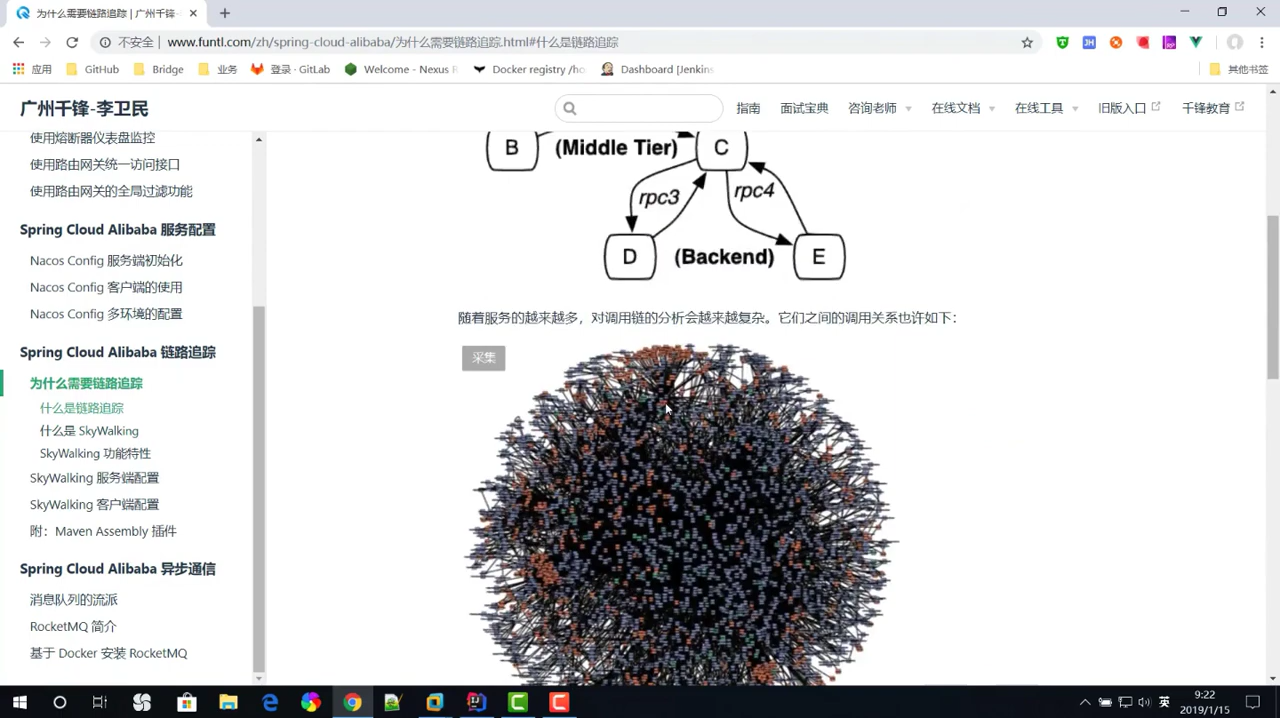 为什么需要链路追踪 | 广州千锋-
不安全 | www.funtl.com/zh/spring-cloud-alibaba/为什么需要链路追踪.html#什么是链路追踪
应用 GitHub Bridge 业务 登录 · GitLab Welcome - Nexus R Docker registry /ho Dashboard [Jenkins 其他书签
广州千锋-李卫民 指南 面试宝典 咨询老师 在线文档 在线工具 旧版入口 千锋教育
使用熔断器仪表盘监控
使用路由网关统一访问接口
使用路由网关的全局过滤功能
Spring Cloud Alibaba 服务配置
Nacos Config 服务端初始化
Nacos Config 客户端的使用
Nacos Config 多环境的配置
Spring Cloud Alibaba 链路追踪
为什么需要链路追踪
什么是链路追踪
什么是 SkyWalking
SkyWalking 功能特性
SkyWalking 服务端配置
SkyWalking 客户端配置
附：Maven Assembly 插件
Spring Cloud Alibaba 异步通信
消息队列的流派
RocketMQ 简介
基于 Docker 安装 RocketMQ
B (Middle Tier) C
rpc3 rpc4
D (Backend) E
随着服务的越来越多，对调用链的分析会越来越复杂。它们之间的调用关系也许如下：
采集
英
9:22
2019/1/15